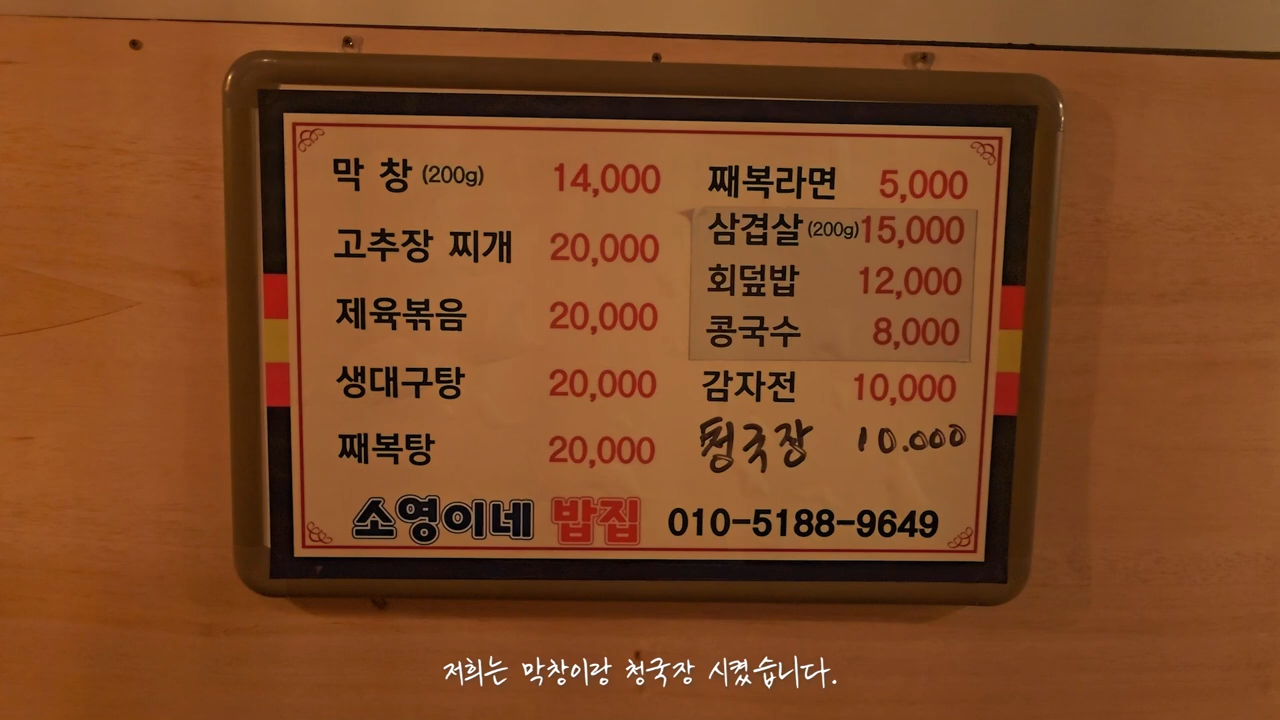 막 창 (200g) 14,000
고추장 찌개 20,000
제육볶음 20,000
생대구탕 20,000
째복탕 20,000
째복라면 5,000
삼겹살 (200g) 15,000
회덮밥 12,000
콩국수 8,000
감자전 10,000
청국장 10.000
소영이네 밥집 010-5188-9649
저희는 막창이랑 청국장 시켰습니다.